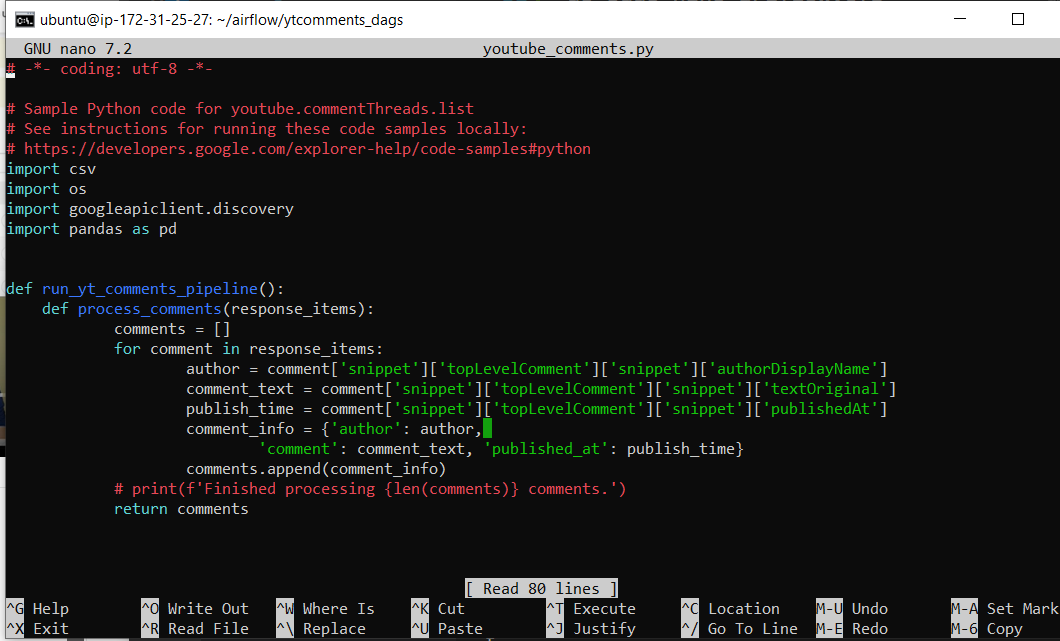 ubuntu@ip-172-31-25-27: ~/airflow/ytcomments_dags
GNU nano 7.2 youtube_comments.py
# -*- coding: utf-8 -*-
# Sample Python code for youtube.commentThreads.list
# See instructions for running these code samples locally:
# https://developers.google.com/explorer-help/code-samples#python
import csv
import os
import googleapiclient.discovery
import pandas as pd
def run_yt_comments_pipeline():
    def process_comments(response_items):
            comments = []
            for comment in response_items:
                    author = comment['snippet']['topLevelComment']['snippet']['authorDisplayName']
                    comment_text = comment['snippet']['topLevelComment']['snippet']['textOriginal']
                    publish_time = comment['snippet']['topLevelComment']['snippet']['publishedAt']
                    comment_info = {'author': author,
                            'comment': comment_text, 'published_at': publish_time}
                    comments.append(comment_info)
            # print(f'Finished processing {len(comments)} comments.')
            return comments
[ Read 80 lines ]
^G Help ^O Write Out ^W Where Is ^K Cut ^T Execute ^C Location M-U Undo M-A Set Mark
^X Exit ^R Read File ^\ Replace ^U Paste ^J Justify ^/ Go To Line M-E Redo M-6 Copy